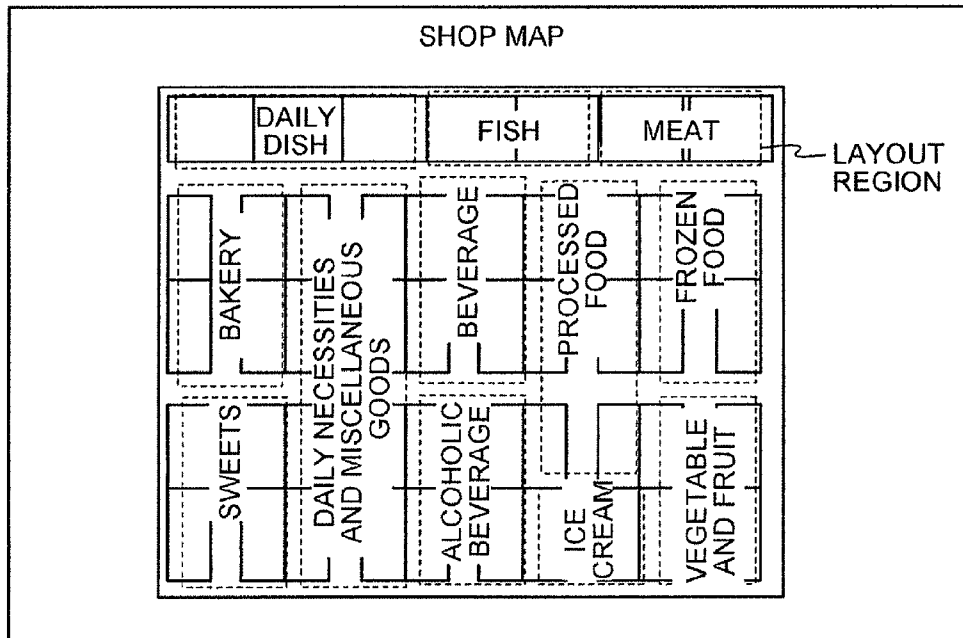 SHOP MAP
DAILY
DISH
FISH
MEAT
LAYOUT
REGION
BAKERY
DAILY NECESSITIES
AND MISCELLANEOUS
GOODS
BEVERAGE
PROCESSED
FOOD
FROZEN
FOOD
SWEETS
ALCOHOLIC
BEVERAGE
ICE
CREAM
VEGETABLE
AND FRUIT